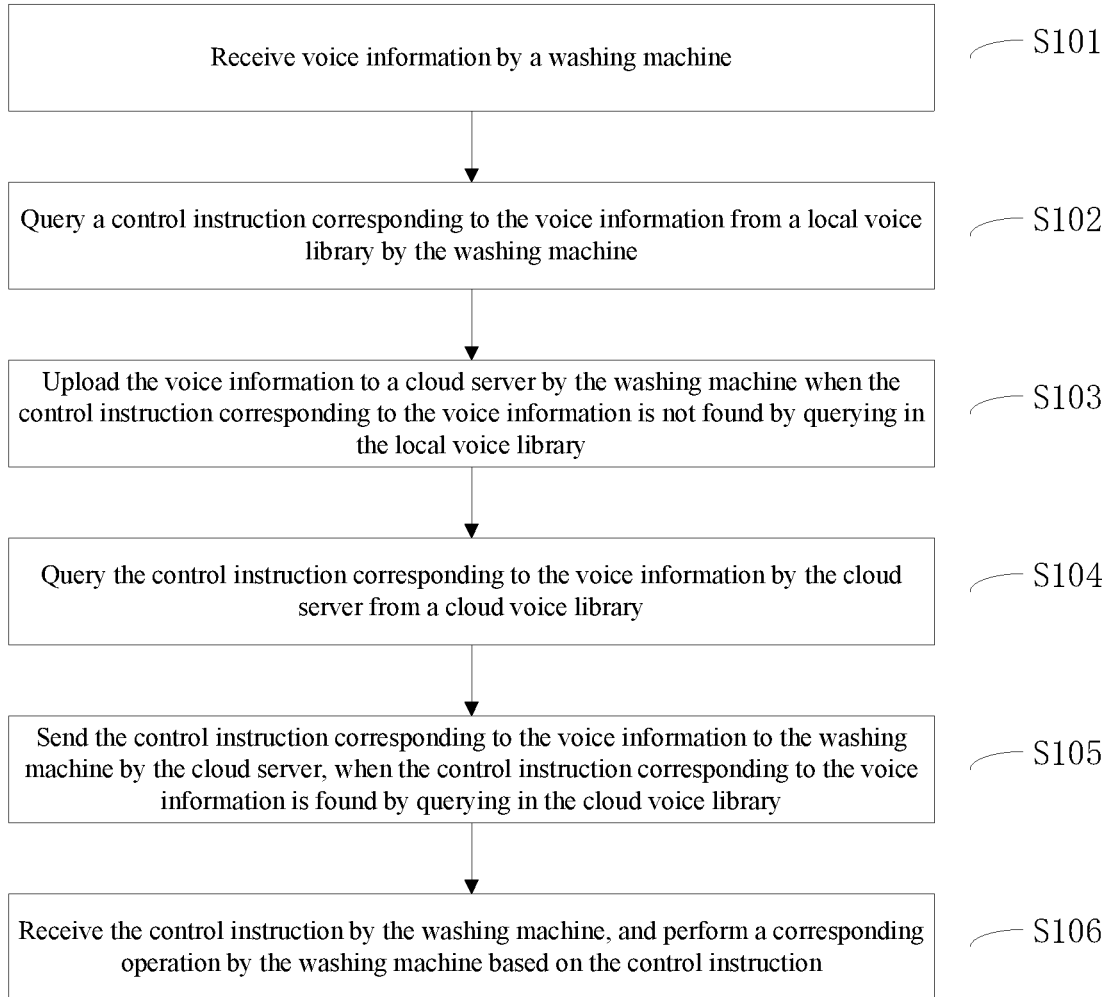 Receive voice information by a washing machine
S101
Query a control instruction corresponding to the voice information from a local voice
library by the washing machine
S102
Upload the voice information to a cloud server by the washing machine when the
control instruction corresponding to the voice information is not found by querying in
the local voice library
S103
Query the control instruction corresponding to the voice information by the cloud
server from a cloud voice library
S104
Send the control instruction corresponding to the voice information to the washing
machine by the cloud server, when the control instruction corresponding to the voice
information is found by querying in the cloud voice library
S105
Receive the control instruction by the washing machine, and perform a corresponding
operation by the washing machine based on the control instruction
S106